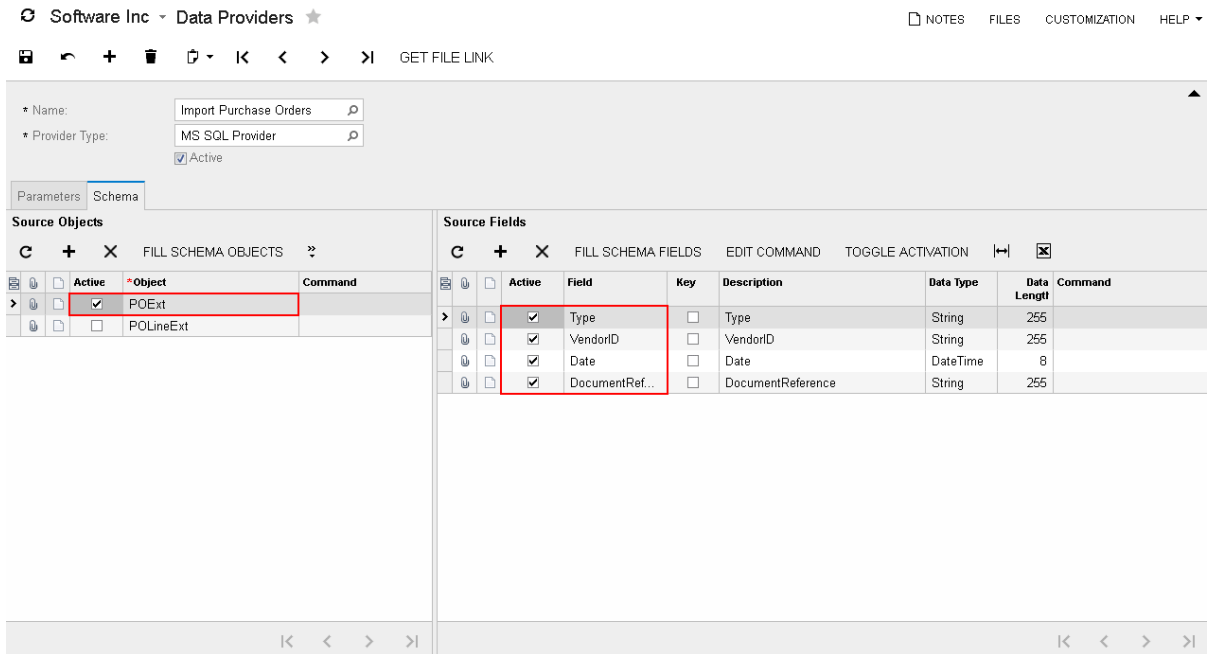 Software Inc Data Providers NOTES FILES CUSTOMIZATION HELP
GET FILE LINK
* Name: Import Purchase Orders
* Provider Type: MS SQL Provider
Active
Parameters Schema
Source Objects Source Fields
FILL SCHEMA OBJECTS FILL SCHEMA FIELDS EDIT COMMAND TOGGLE ACTIVATION
Active *Object Command Active Field Key Description Data Type Data Length Command
POExt Type Type String 255
POLineExt VendorID VendorID String 255
Date Date DateTime 8
DocumentRef... DocumentReference String 255